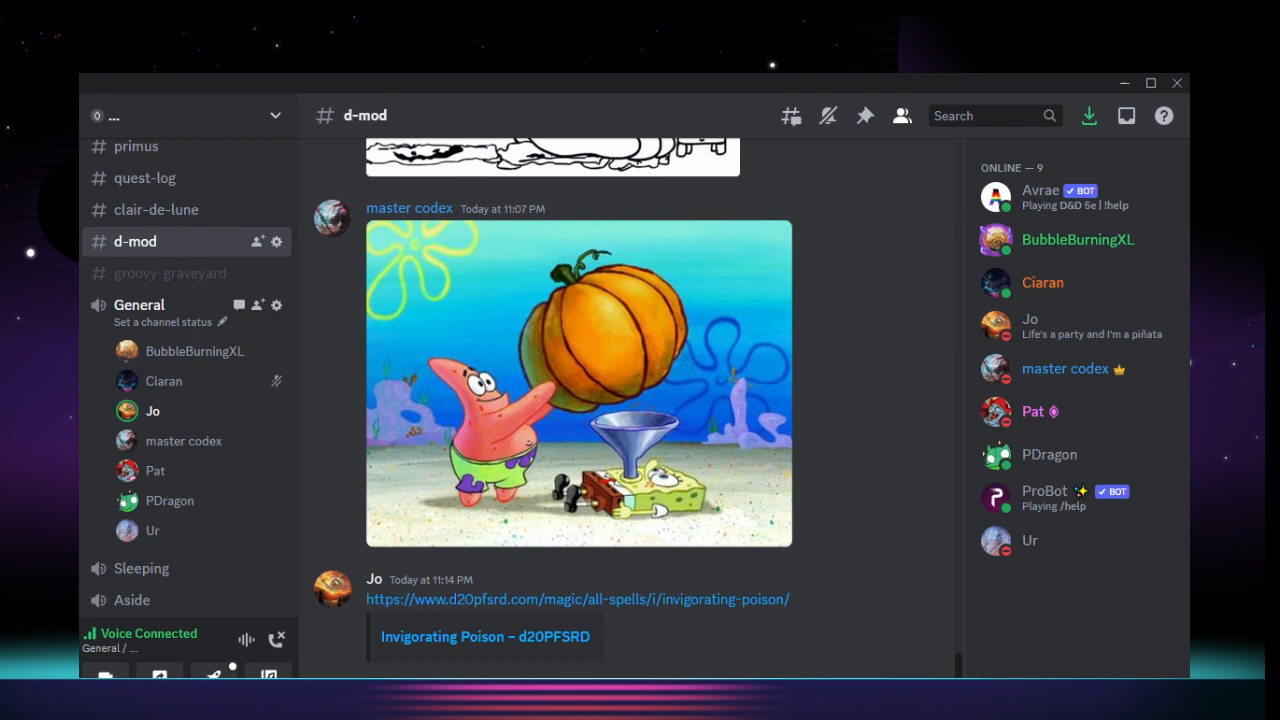 ...
d-mod
Search
primus
quest-log
clair-de-lune
d-mod
groovy-graveyard
General
Set a channel status
BubbleBurningXL
Ciaran
Jo
master codex
Pat
PDragon
Ur
Sleeping
Aside
Voice Connected
General / ...
master codex Today at 11:07 PM
Jo Today at 11:14 PM
https://www.d20pfsrd.com/magic/all-spells/i/invigorating-poison/
Invigorating Poison – d20PFSRD
ONLINE — 9
Avrae BOT
Playing D&D 5e | !help
BubbleBurningXL
Ciaran
Jo
Life's a party and I'm a piñata
master codex
Pat
PDragon
ProBot BOT
Playing /help
Ur